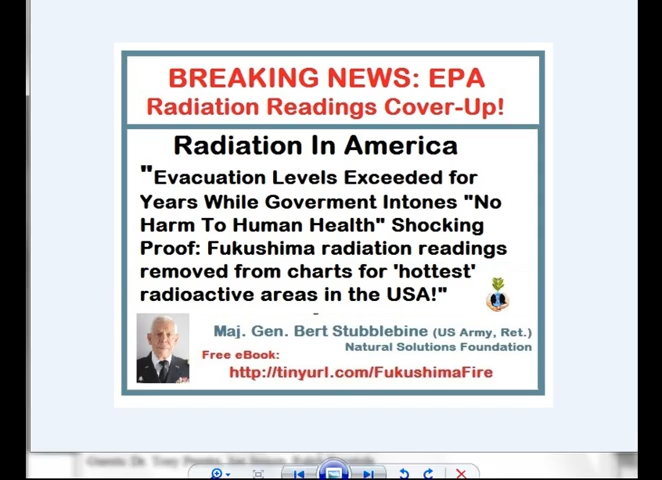 BREAKING NEWS: EPA
Radiation Readings Cover-Up!
Radiation In America
"Evacuation Levels Exceeded for
Years While Goverment Intones "No
Harm To Human Health" Shocking
Proof: Fukushima radiation readings
removed from charts for 'hottest'
radioactive areas in the USA!"
Maj. Gen. Bert Stubblebine (US Army, Ret.)
Natural Solutions Foundation
Free eBook:
http://tinyurl.com/FukushimaFire